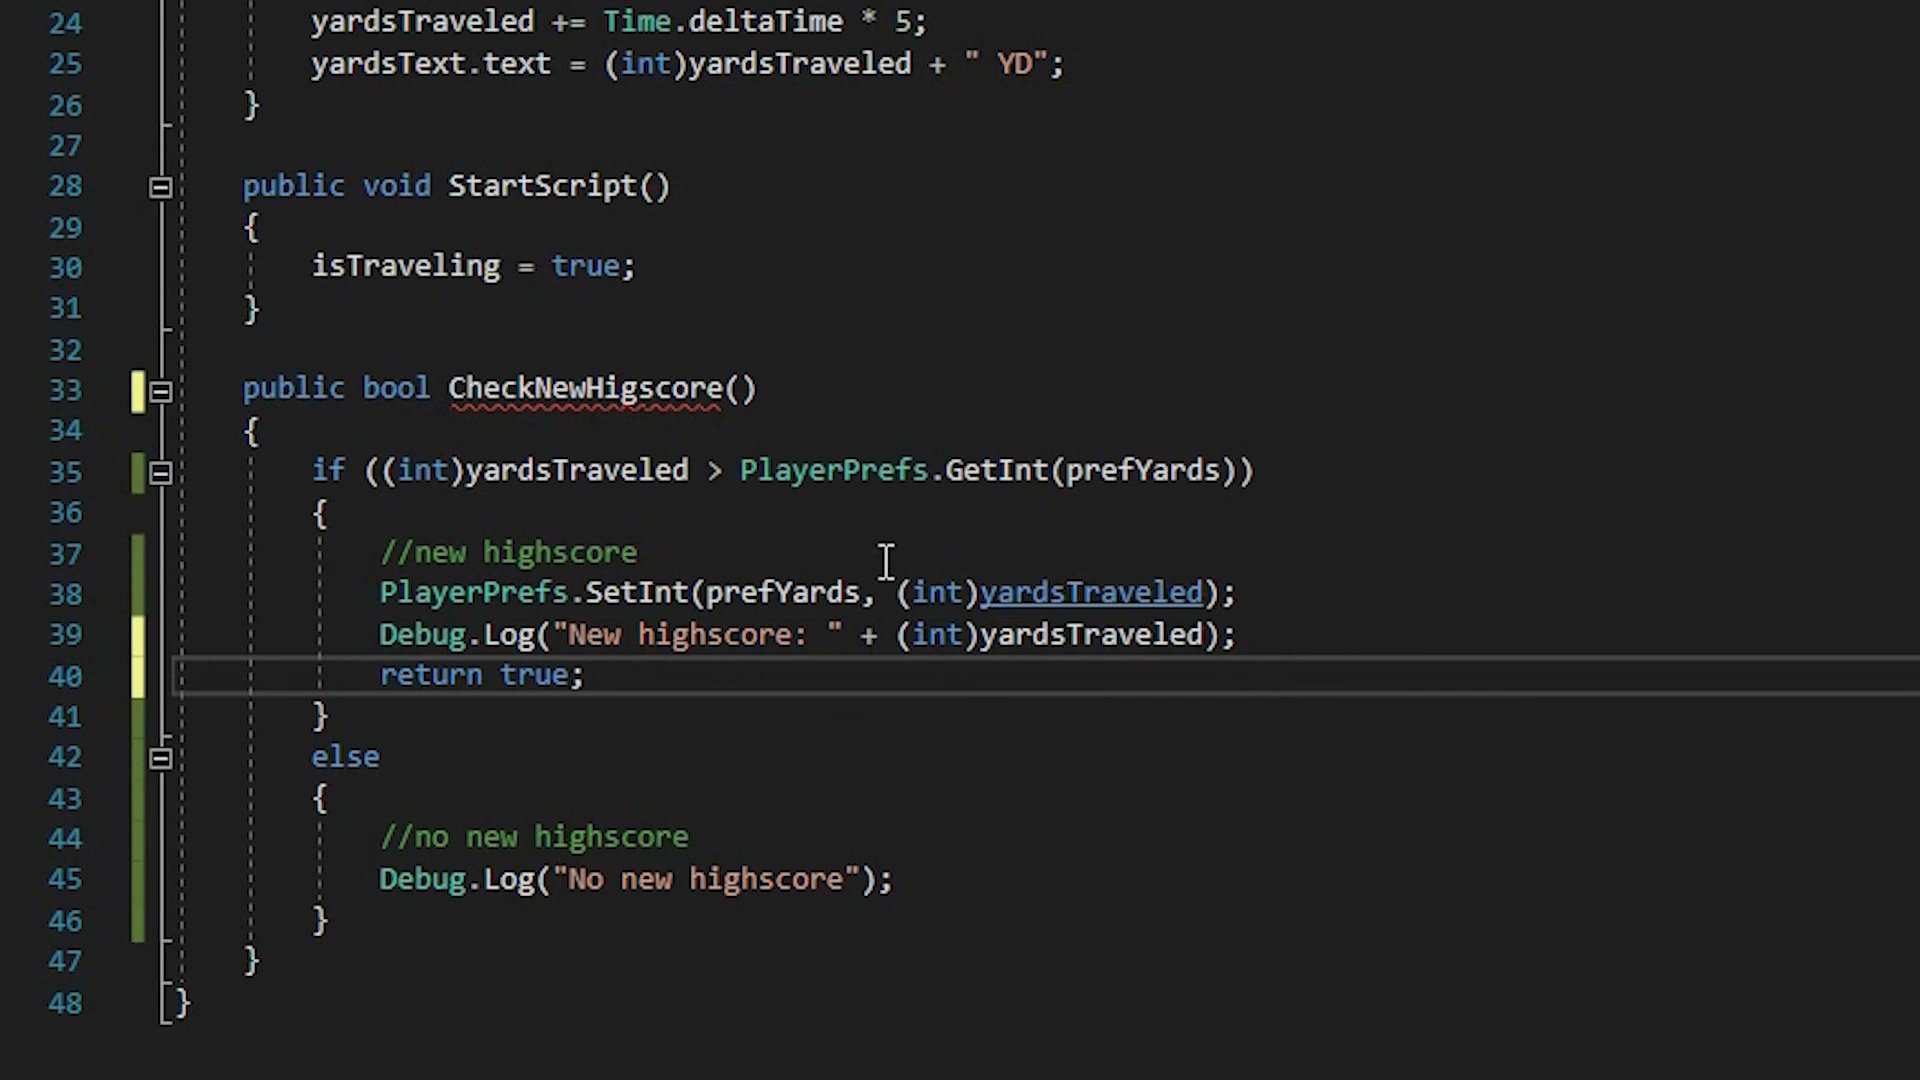 24 yardsTraveled += Time.deltaTime * 5;
25 yardsText.text = (int)yardsTraveled + " YD";
26 }
27
28 public void StartScript()
29 {
30 isTraveling = true;
31 }
32
33 public bool CheckNewHigscore()
34 {
35 if ((int)yardsTraveled > PlayerPrefs.GetInt(prefYards))
36 {
37 //new highscore
38 PlayerPrefs.SetInt(prefYards, (int)yardsTraveled);
39 Debug.Log("New highscore: " + (int)yardsTraveled);
40 return true;
41 }
42 else
43 {
44 //no new highscore
45 Debug.Log("No new highscore");
46 }
47 }
48 }